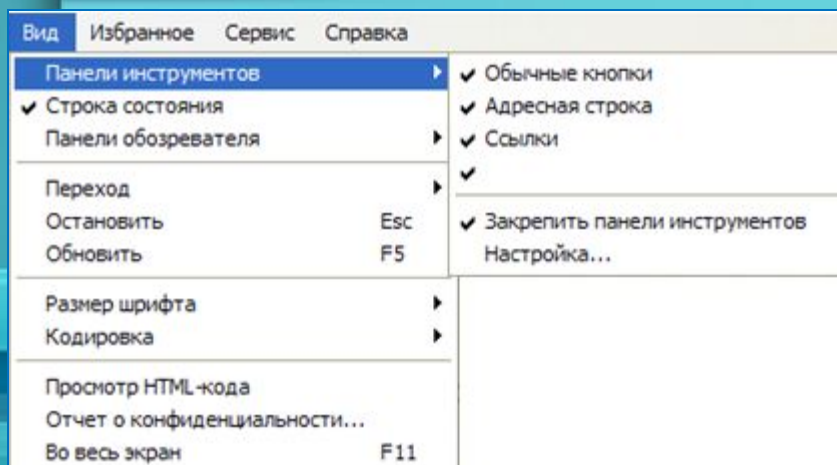 Вид Избранное Сервис Справка
Панели инструментов
Строка состояния
Панели обозревателя
Переход
Остановить Esc
Обновить F5
Размер шрифта
Кодировка
Просмотр HTML-кода
Отчет о конфиденциальности...
Во весь экран F11
Обычные кнопки
Адресная строка
Ссылки
Закрепить панели инструментов
Настройка...